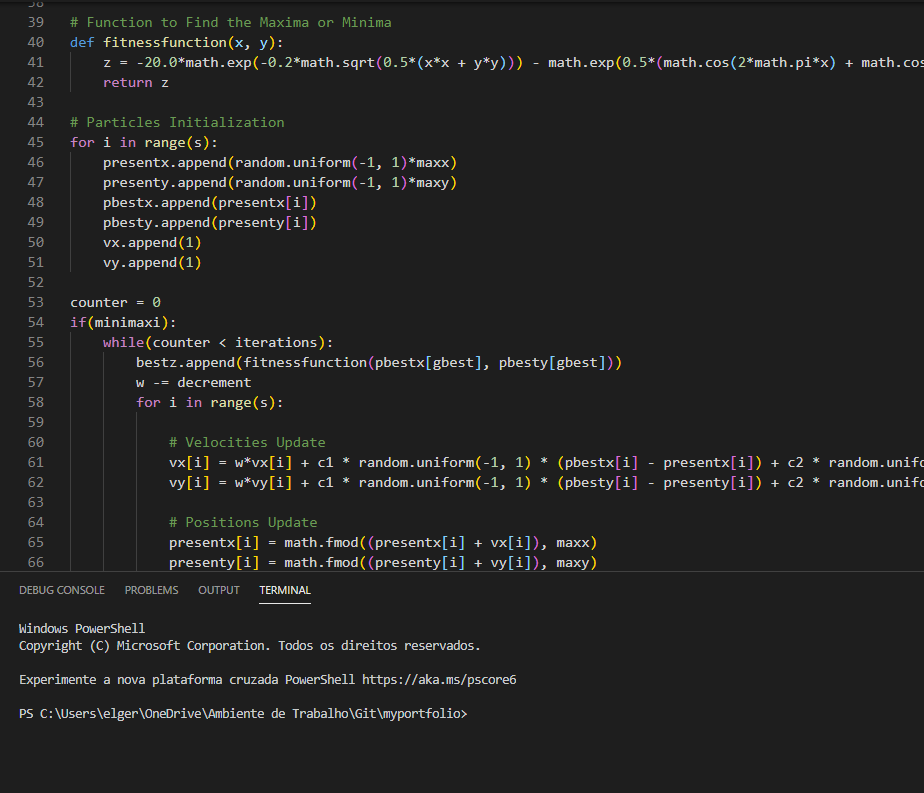 38
39 # Function to Find the Maxima or Minima
40 def fitnessfunction(x, y):
41     z = -20.0*math.exp(-0.2*math.sqrt(0.5*(x*x + y*y))) - math.exp(0.5*(math.cos(2*math.pi*x) + math.cos
42     return z
43
44 # Particles Initialization
45 for i in range(s):
46     presentx.append(random.uniform(-1, 1)*maxx)
47     presenty.append(random.uniform(-1, 1)*maxy)
48     pbestx.append(presentx[i])
49     pbesty.append(presenty[i])
50     vx.append(1)
51     vy.append(1)
52
53 counter = 0
54 if(minimaxi):
55     while(counter < iterations):
56         bestz.append(fitnessfunction(pbestx[gbest], pbesty[gbest]))
57         w -= decrement
58         for i in range(s):
59
60             # Velocities Update
61             vx[i] = w*vx[i] + c1 * random.uniform(-1, 1) * (pbestx[i] - presentx[i]) + c2 * random.unifo
62             vy[i] = w*vy[i] + c1 * random.uniform(-1, 1) * (pbesty[i] - presenty[i]) + c2 * random.unifo
63
64             # Positions Update
65             presentx[i] = math.fmod((presentx[i] + vx[i]), maxx)
66             presenty[i] = math.fmod((presenty[i] + vy[i]), maxy)
DEBUG CONSOLE PROBLEMS OUTPUT TERMINAL
Windows PowerShell
Copyright (C) Microsoft Corporation. Todos os direitos reservados.
Experimente a nova plataforma cruzada PowerShell https://aka.ms/pscore6
PS C:\Users\elger\OneDrive\Ambiente de Trabalho\Git\myportfolio>